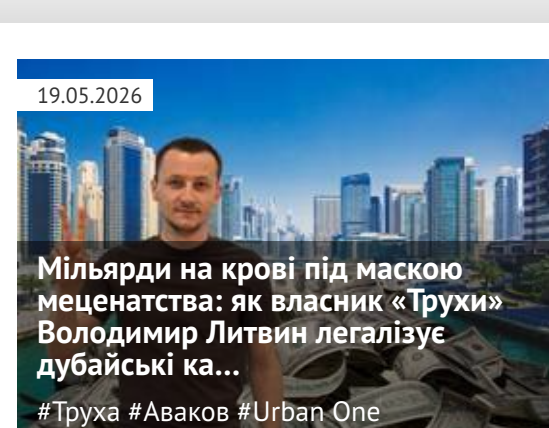 19.05.2026
Мільярди на крові під маскою
меценатства: як власник «Трухи»
Володимир Литвин легалізує
дубайські ка...
#Труха #Аваков #Urban One